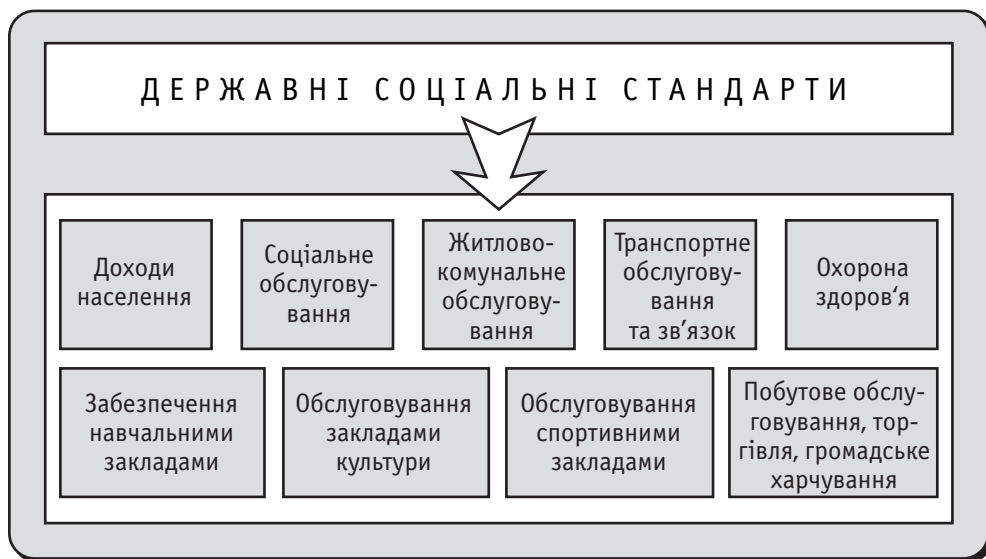 ДЕРЖАВНІ СОЦІАЛЬНІ СТАНДАРТИ
Доходи
населення
Соціальне
обслугову-
вання
Житлово-
комунальне
обслугову-
вання
Транспортне
обслугову-
вання
та зв'язок
Охорона
здоров‘я
Забезпечення
навчальними
закладами
Обслуговування
закладами
культури
Обслуговування
спортивними
закладами
Побутове обслу-
говування, тор-
гівля, громадське
харчування